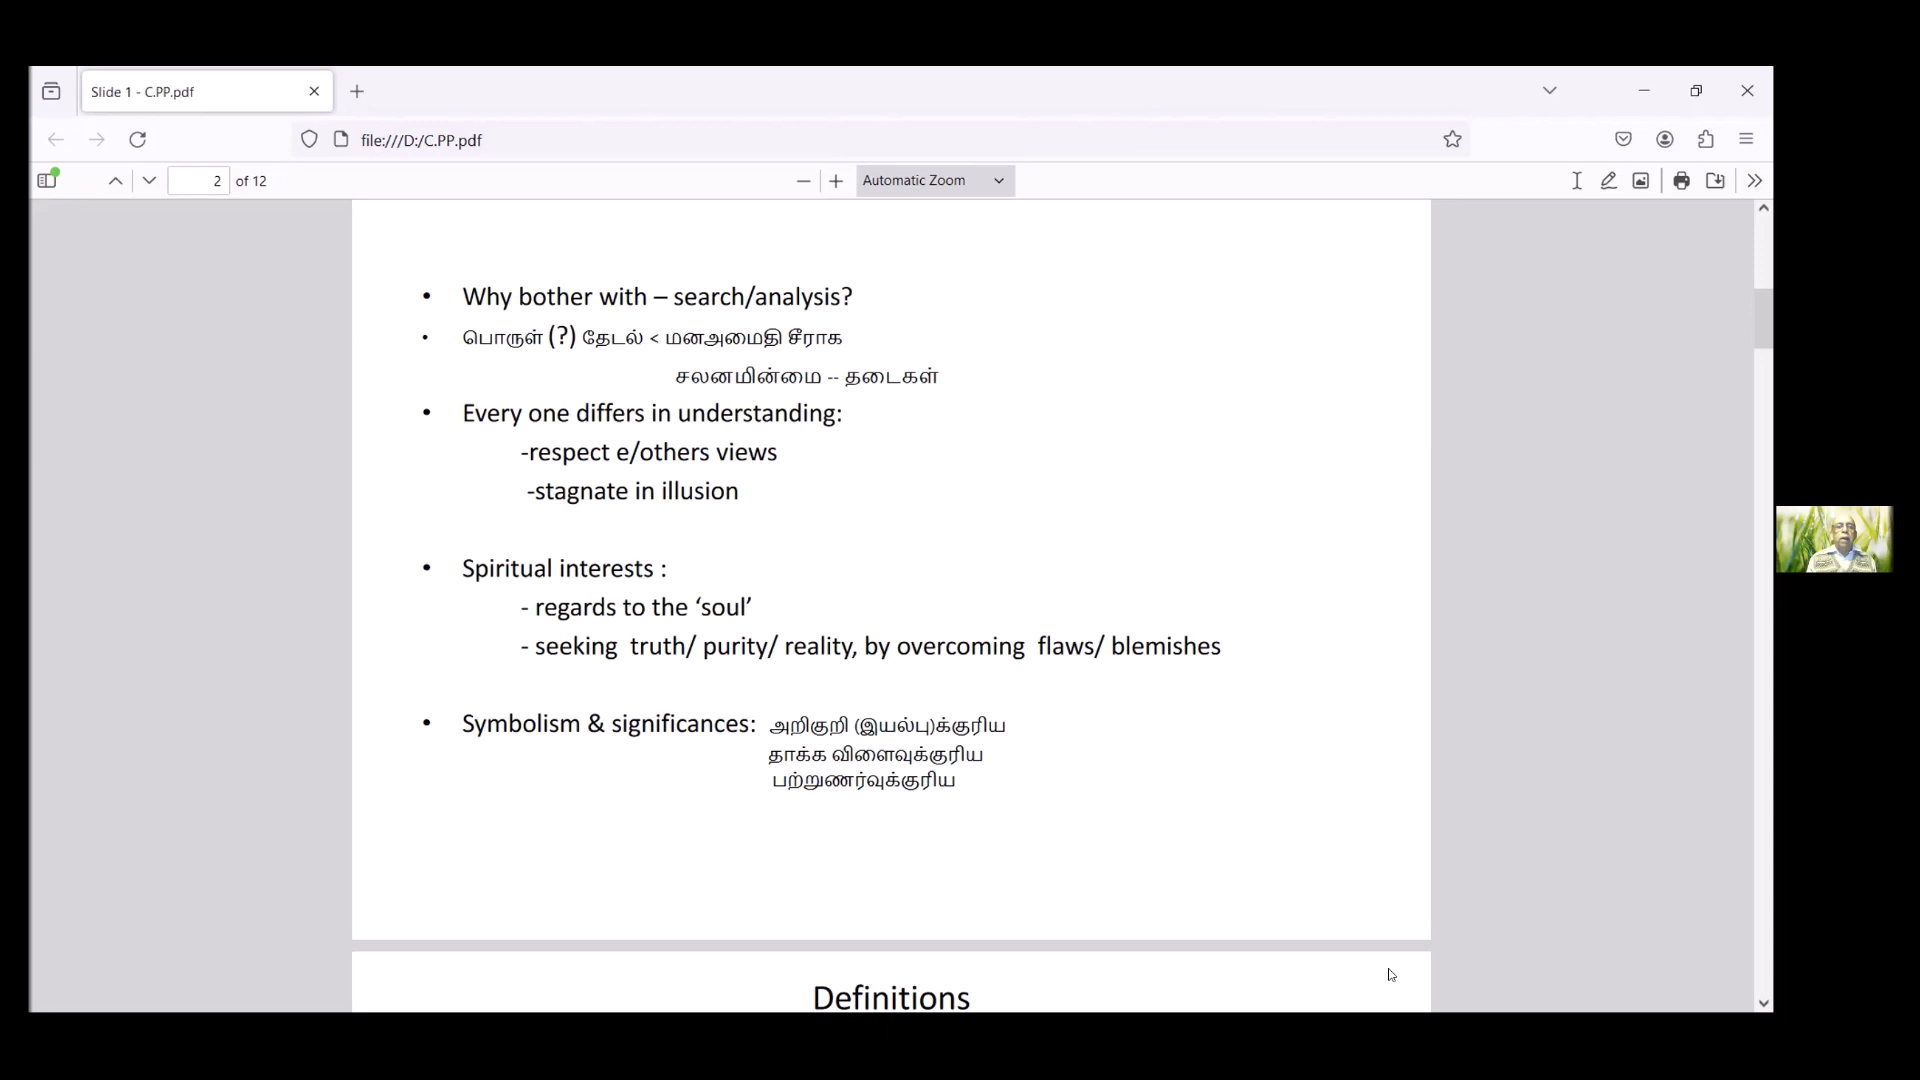 Slide 1 - C.PP.pdf
file:///D:/C.PP.pdf
2 of 12
Automatic Zoom
• Why bother with – search/analysis?
• பொருள் (?) தேடல் < மனஅமைதி சீராக
சலனமின்மை -- தடைகள்
• Every one differs in understanding:
-respect e/others views
-stagnate in illusion
• Spiritual interests :
- regards to the ‘soul’
- seeking truth/ purity/ reality, by overcoming flaws/ blemishes
• Symbolism & significances: அறிகுறி (இயல்பு)க்குரிய
தாக்க விளைவுக்குரிய
பற்றுணர்வுக்குரிய
Definitions